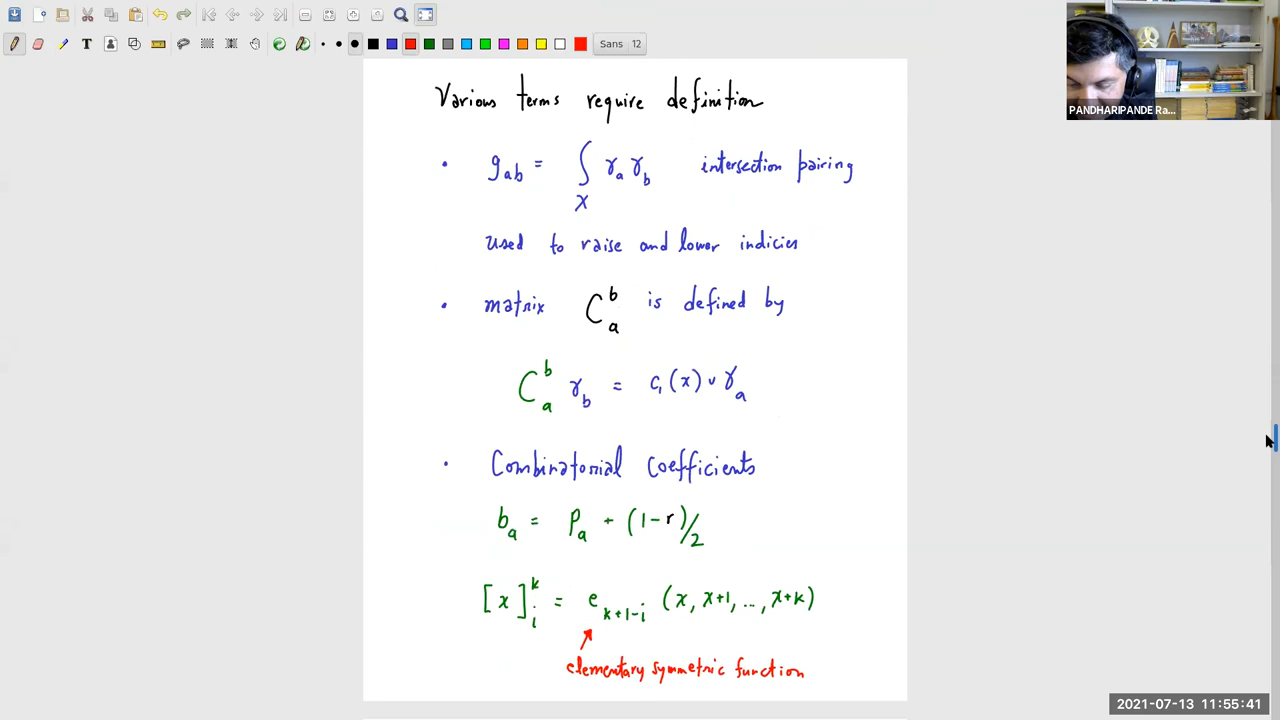 Sans 12
PANDHARIPANDE Ra...
Various terms require definition
• g_ab = ∫_X γ_a γ_b intersection pairing
used to raise and lower indicies
• matrix C_a^b is defined by
C_a^b γ_b = c_1(X) ∪ γ_a
• Combinatorial coefficients
b_a = p_a + (1-r)/2
[x]_i^k = e_{k+1-i} (x, x+1, ..., x+k)
elementary symmetric function
2021-07-13 11:55:41